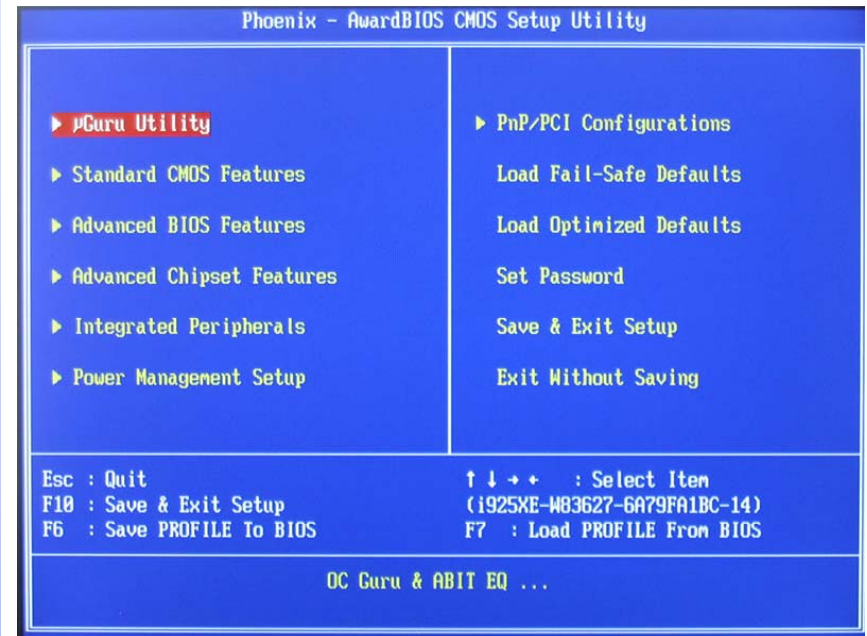 Phoenix - AwardBIOS CMOS Setup Utility
▶ µGuru Utility
▶ Standard CMOS Features
▶ Advanced BIOS Features
▶ Advanced Chipset Features
▶ Integrated Peripherals
▶ Power Management Setup
▶ PnP/PCI Configurations
Load Fail-Safe Defaults
Load Optimized Defaults
Set Password
Save & Exit Setup
Exit Without Saving
Esc : Quit
F10 : Save & Exit Setup
F6 : Save PROFILE To BIOS
↑ ↓ → ← : Select Item
(i925XE-W83627-6A79FA1BC-14)
F7 : Load PROFILE From BIOS
OC Guru & ABIT EQ ...